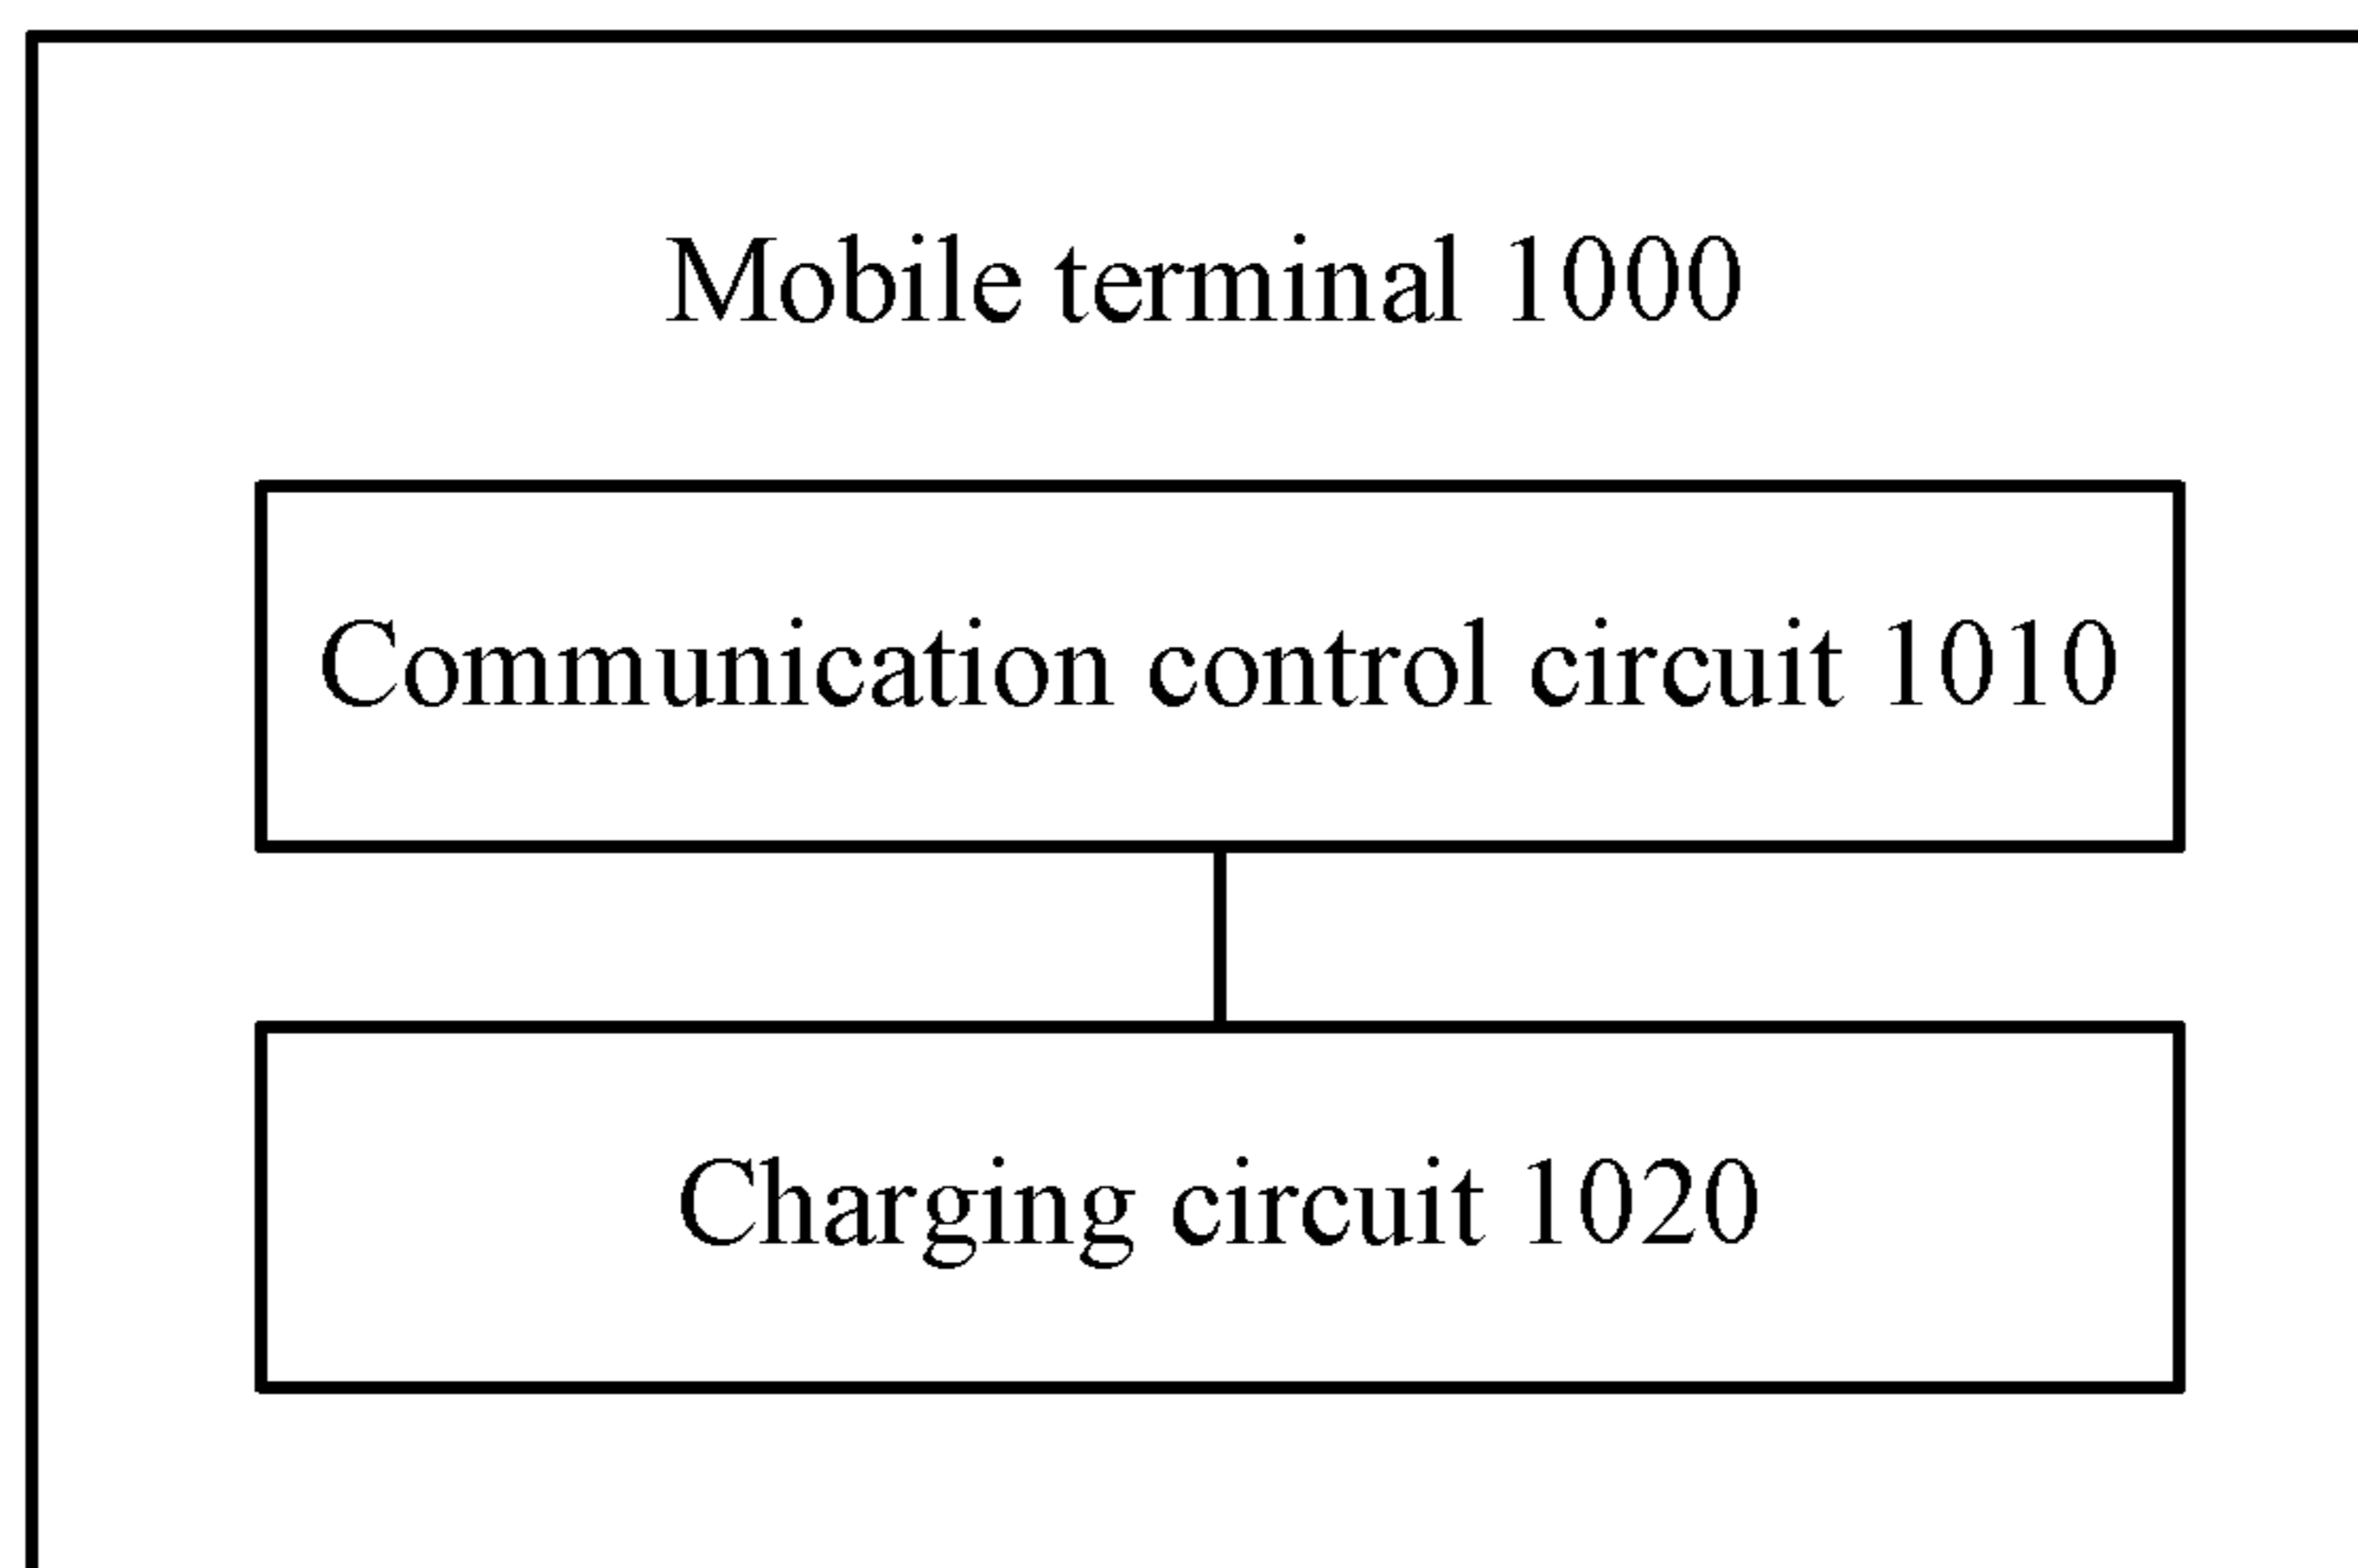 Mobile terminal 1000
Communication control circuit 1010
Charging circuit 1020